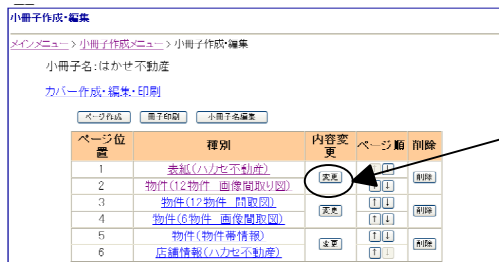 小冊子作成・編集
メインメニュー > 小冊子作成メニュー > 小冊子作成・編集
小冊子名:はかせ不動産
カバー作成・編集・印刷
ページ作成 冊子印刷 小冊子名編集
ページ位置 種別 内容変更 ページ順 削除
1 表紙(ハカセ不動産) ↑ ↓
変更 削除
2 物件(12物件 画像間取り図) ↑ ↓
3 物件(12物件 間取図) ↑ ↓
変更 削除
4 物件(6物件 画像間取図) ↑ ↓
5 物件(物件帯情報) ↑ ↓
変更 削除
6 店舗情報(ハカセ不動産) ↑ ↓